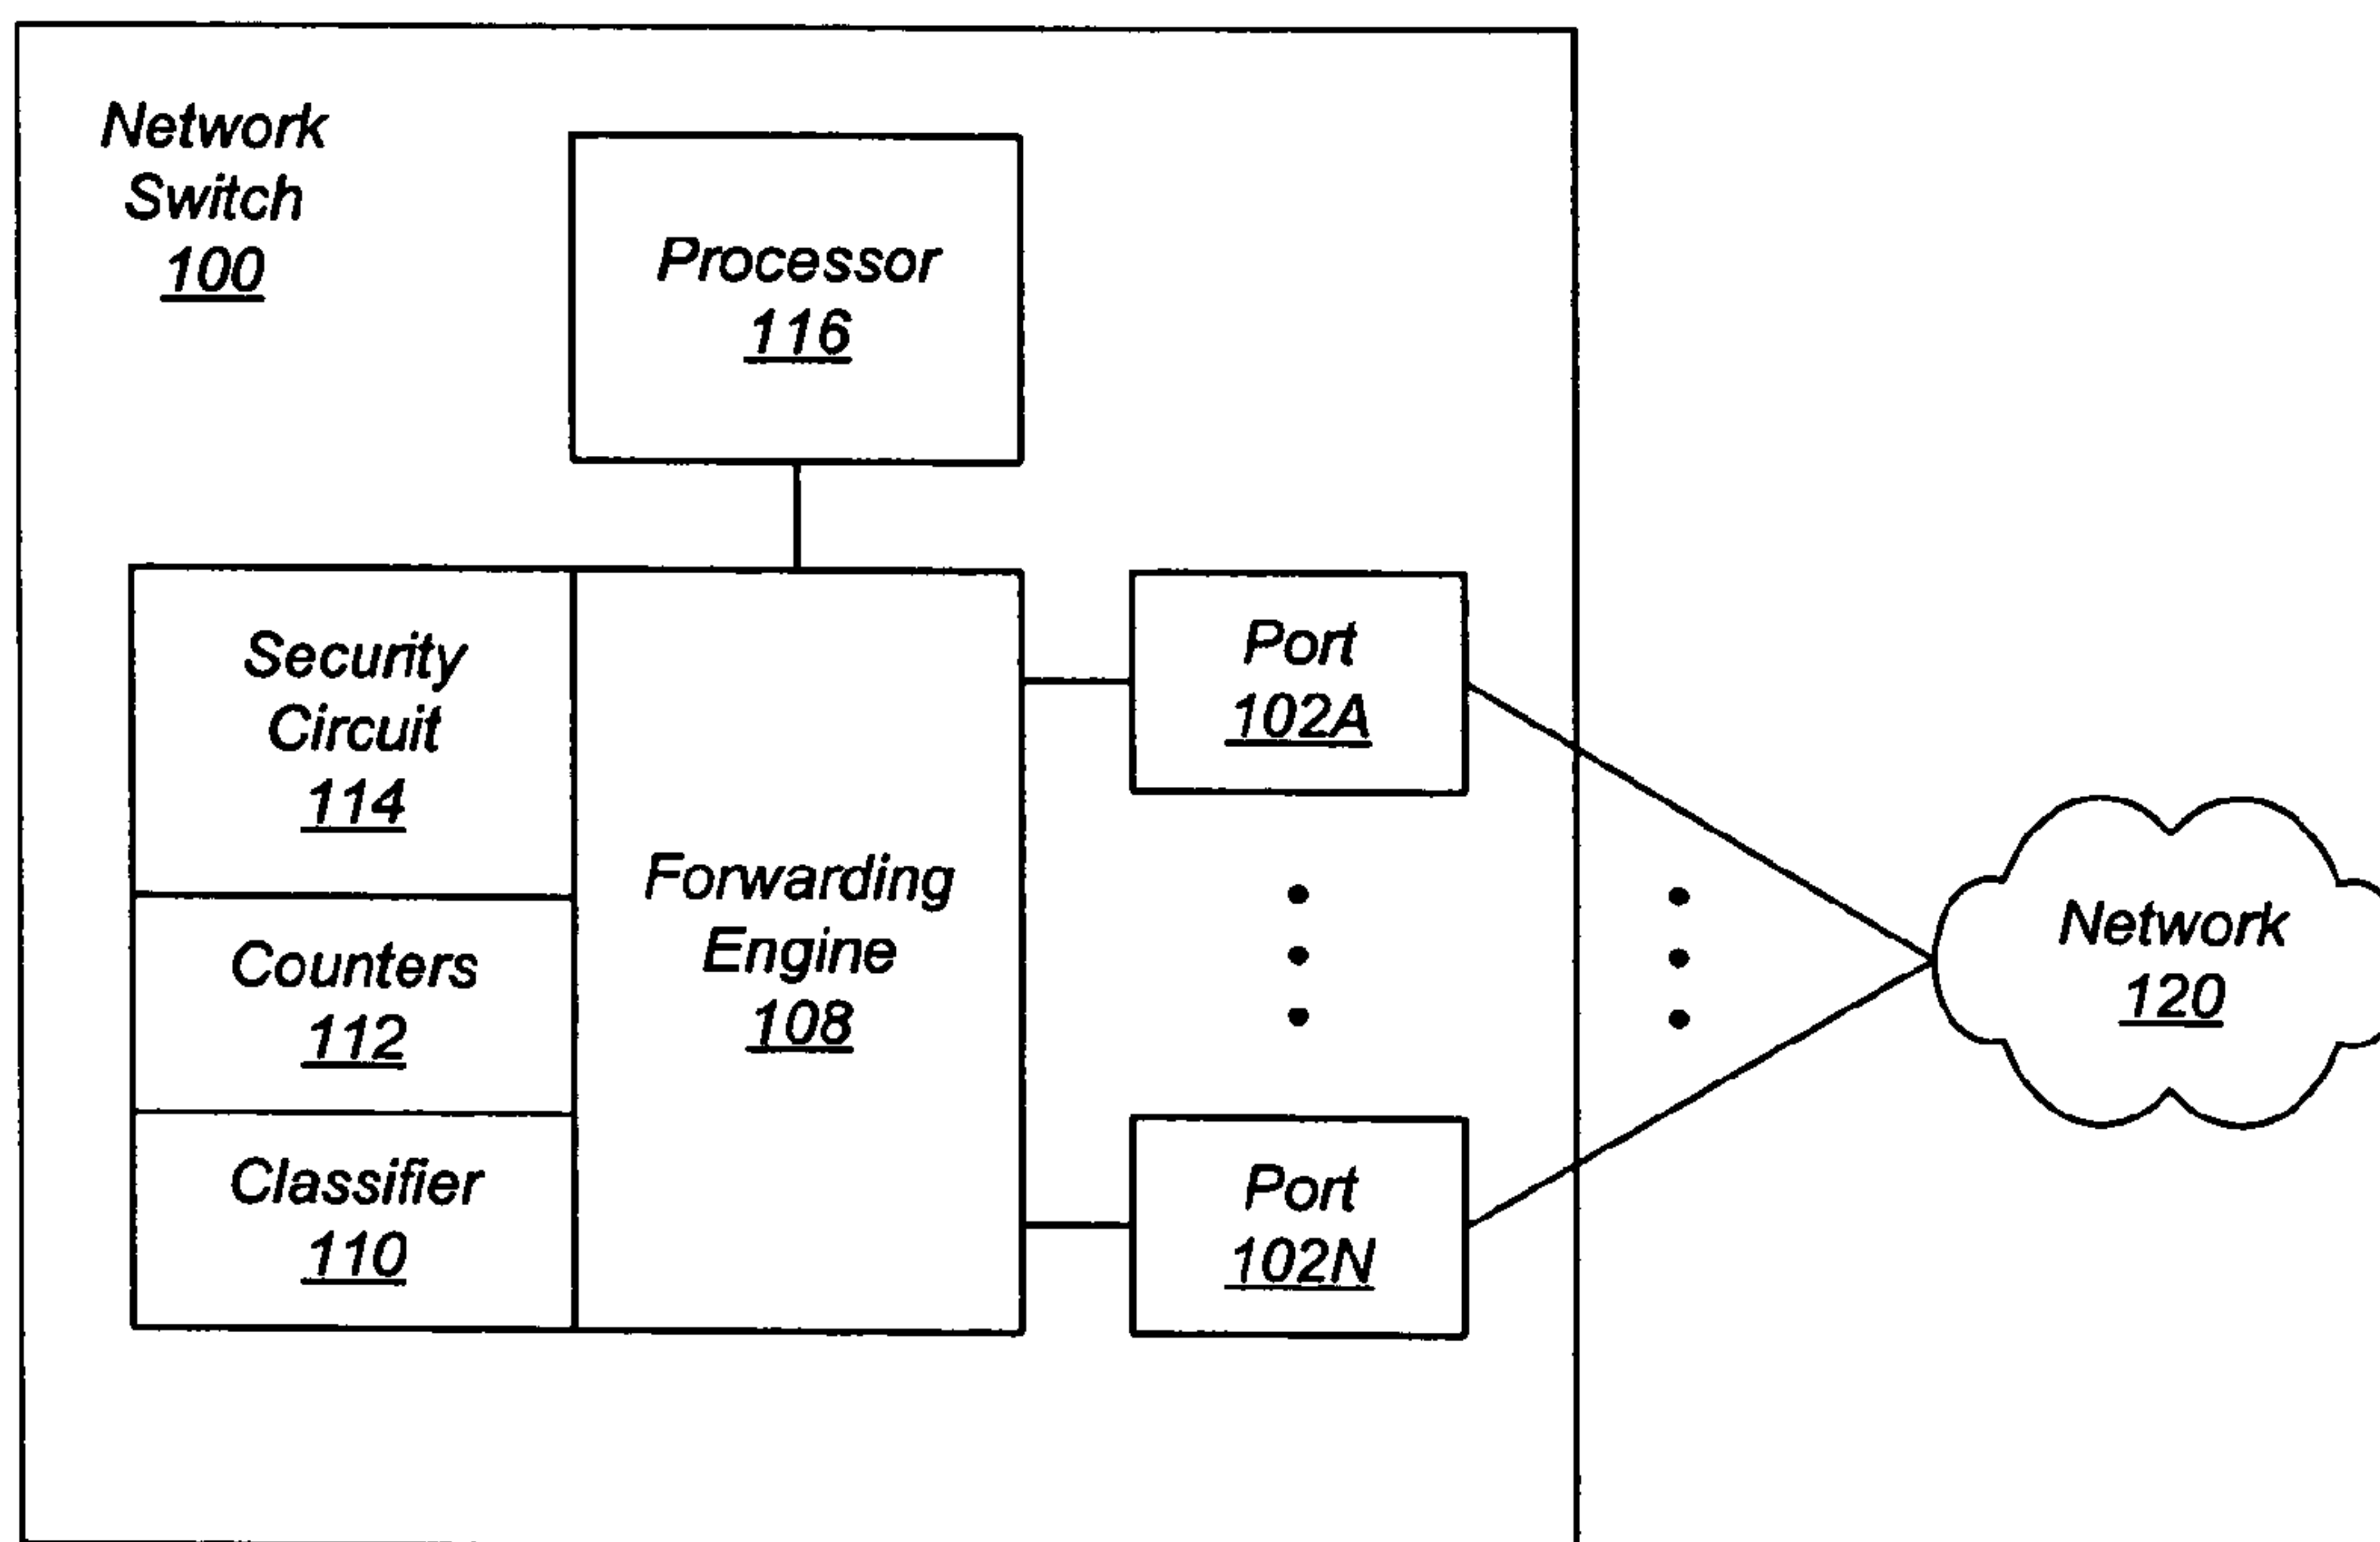 Network
Switch
100
Processor
116
Security
Circuit
114
Counters
112
Classifier
110
Forwarding
Engine
108
Port
102A
Port
102N
Network
120